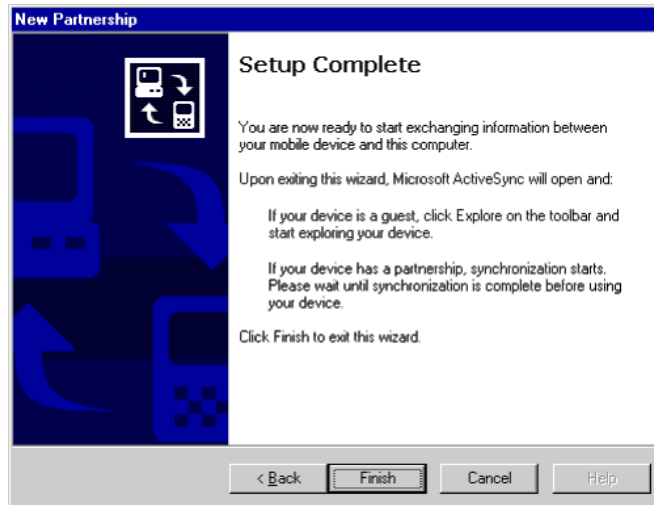 New Partnership
Setup Complete
You are now ready to start exchanging information between
your mobile device and this computer.
Upon exiting this wizard, Microsoft ActiveSync will open and:
If your device is a guest, click Explore on the toolbar and
start exploring your device.
If your device has a partnership, synchronization starts.
Please wait until synchronization is complete before using
your device.
Click Finish to exit this wizard.
< Back Finish Cancel Help